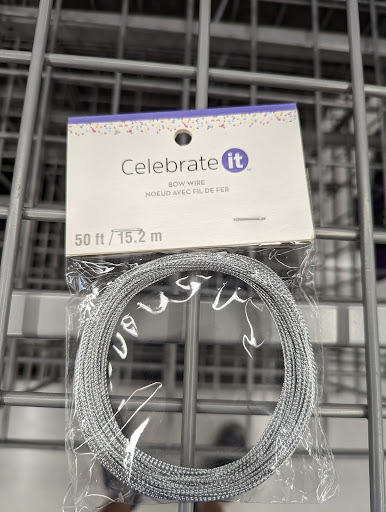 Celebrate it
BOW WIRE
NOEUD AVEC FIL DE FER
50 ft / 15.2 m